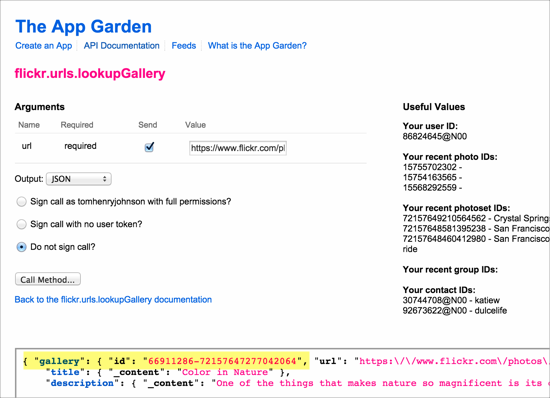 The App Garden
Create an App API Documentation Feeds What is the App Garden?
flickr.urls.lookupGallery
Arguments
Name Required Send Value
url required https://www.flickr.com/pl
Output: JSON
Sign call as tomhenryjohnson with full permissions?
Sign call with no user token?
Do not sign call?
Call Method...
Back to the flickr.urls.lookupGallery documentation
Useful Values
Your user ID:
86824645@N00
Your recent photo IDs:
15755702302 -
15754163565 -
15568292559 -
Your recent photoset IDs:
72157649210564562 - Crystal Springs
72157648581395238 - San Francisco
72157648460412980 - San Francisco
ride
Your recent group IDs:
Your contact IDs:
30744708@N00 - katiew
92673622@N00 - dulcelife
{ "gallery": { "id": "66911286-72157647277042064", "url": "https:\/\/www.flickr.com\/photos\/
"title": { "_content": "Color in Nature" },
"description": { "_content": "One of the things that makes nature so magnificent is its